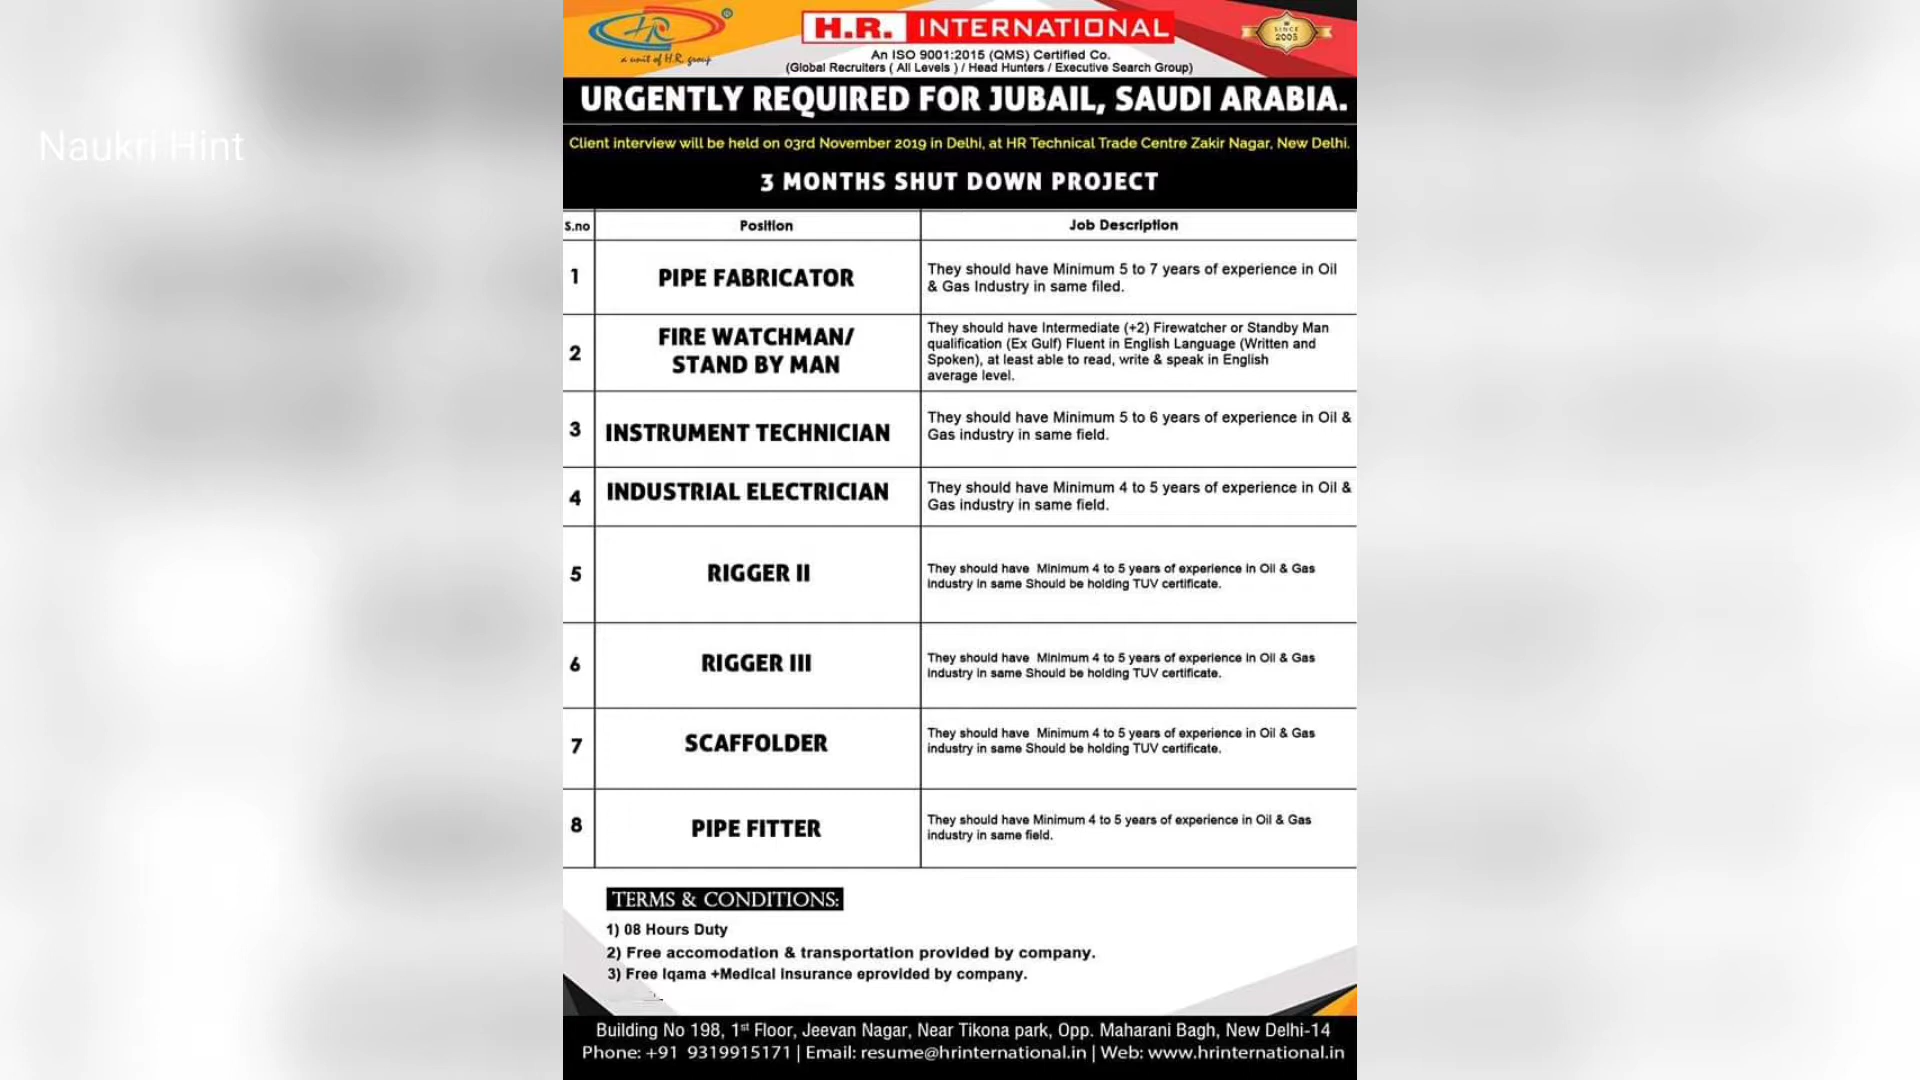 Naukri Hint
HR
a unit of H.R. group
H.R. INTERNATIONAL
SINCE
2005
An ISO 9001:2015 (QMS) Certified Co.
(Global Recruiters ( All Levels ) / Head Hunters / Executive Search Group)
URGENTLY REQUIRED FOR JUBAIL, SAUDI ARABIA.
Client interview will be held on 03rd November 2019 in Delhi, at HR Technical Trade Centre Zakir Nagar, New Delhi.
3 MONTHS SHUT DOWN PROJECT
S.no Position Job Description
1 PIPE FABRICATOR
They should have Minimum 5 to 7 years of experience in Oil
& Gas Industry in same filed.
2 FIRE WATCHMAN/
STAND BY MAN
They should have Intermediate (+2) Firewatcher or Standby Man
qualification (Ex Gulf) Fluent in English Language (Written and
Spoken), at least able to read, write & speak in English
average level.
3 INSTRUMENT TECHNICIAN
They should have Minimum 5 to 6 years of experience in Oil &
Gas industry in same field.
4 INDUSTRIAL ELECTRICIAN
They should have Minimum 4 to 5 years of experience in Oil &
Gas industry in same field.
5 RIGGER II
They should have Minimum 4 to 5 years of experience in Oil & Gas
industry in same Should be holding TUV certificate.
6 RIGGER III
They should have Minimum 4 to 5 years of experience in Oil & Gas
industry in same Should be holding TUV certificate.
7 SCAFFOLDER
They should have Minimum 4 to 5 years of experience in Oil & Gas
industry in same Should be holding TUV certificate.
8 PIPE FITTER
They should have Minimum 4 to 5 years of experience in Oil & Gas
industry in same field.
TERMS & CONDITIONS:
1) 08 Hours Duty
2) Free accomodation & transportation provided by company.
3) Free Iqama +Medical insurance eprovided by company.
Building No 198, 1st Floor, Jeevan Nagar, Near Tikona park, Opp. Maharani Bagh, New Delhi-14
Phone: +91 9319915171 | Email: resume@hrinternational.in | Web: www.hrinternational.in